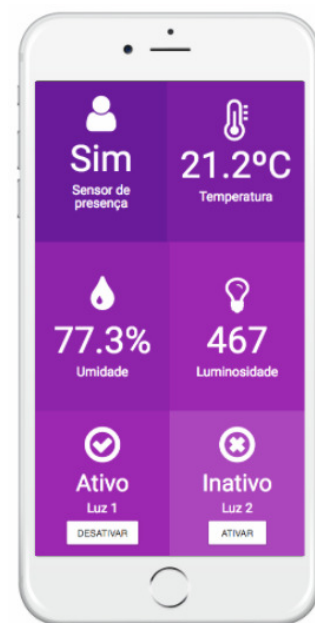 Sim
Sensor de
presença
21.2ºC
Temperatura
77.3%
Umidade
467
Luminosidade
Ativo
Luz 1
DESATIVAR
Inativo
Luz 2
ATIVAR